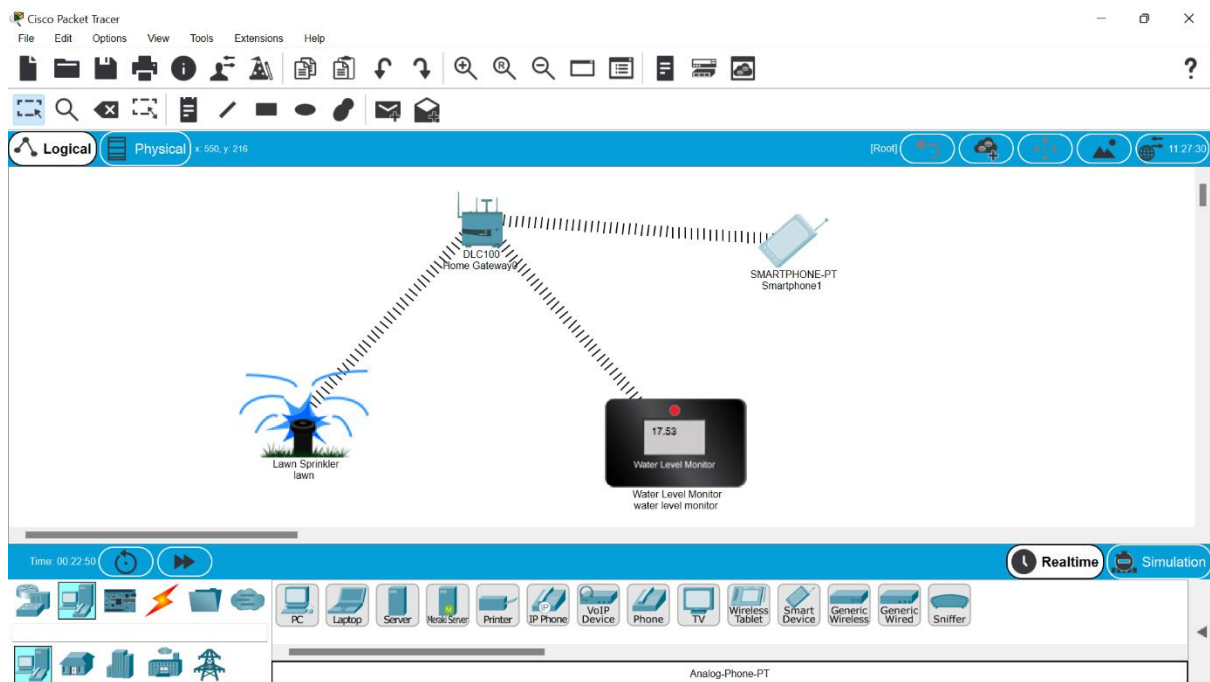 Cisco Packet Tracer
File Edit Options View Tools Extensions Help
Logical Physical x: 550, y: 216 [Root] 11:27:30
DLC100
Home Gateway0
SMARTPHONE-PT
Smartphone1
17.53
Water Level Monitor
Lawn Sprinkler
lawn
Water Level Monitor
water level monitor
Time: 00:22:50 Realtime Simulation
PC Laptop Server Meraki Server Printer IP Phone VoIP Device Phone TV Wireless Tablet Smart Device Generic Wireless Generic Wired Sniffer
Analog-Phone-PT